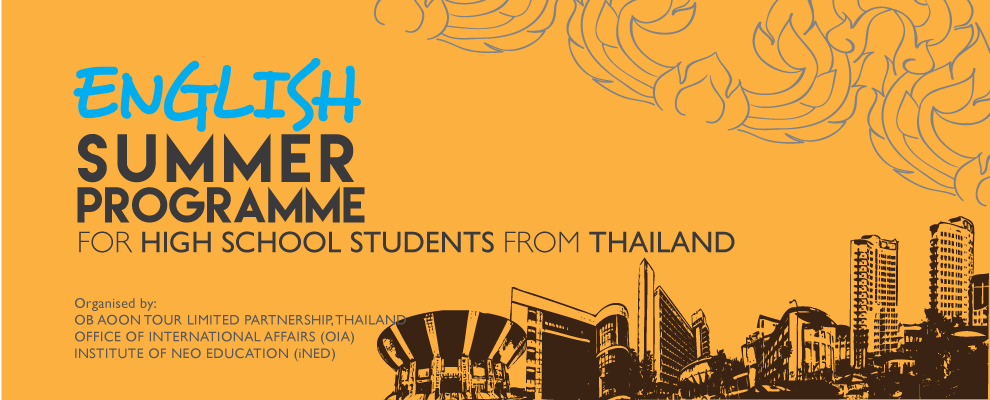 ENGLISH
SUMMER
PROGRAMME
FOR HIGH SCHOOL STUDENTS FROM THAILAND
Organised by:
OB AOON TOUR LIMITED PARTNERSHIP, THAILAND
OFFICE OF INTERNATIONAL AFFAIRS (OIA)
INSTITUTE OF NEO EDUCATION (iNED)